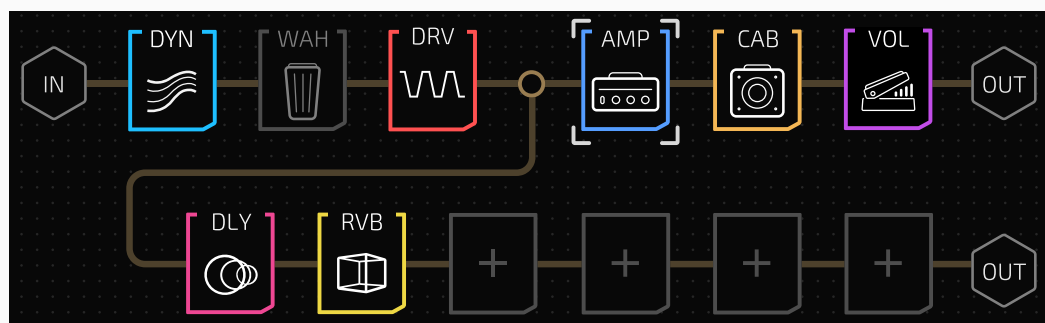 IN
DYN
WAH
DRV
AMP
CAB
VOL
OUT
DLY
RVB
+
+
+
+
OUT